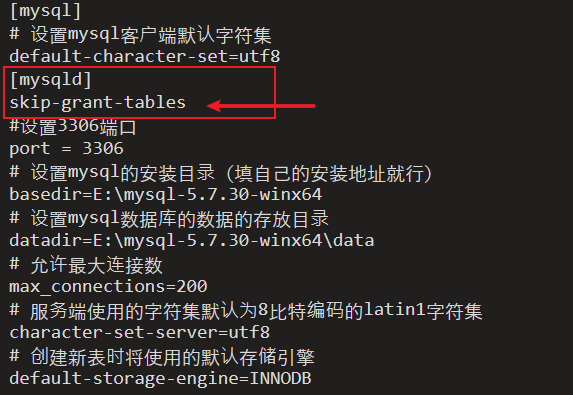 [mysql]
# 设置mysql客户端默认字符集
default-character-set=utf8
[mysqld]
skip-grant-tables
#设置3306端口
port = 3306
# 设置mysql的安装目录（填自己的安装地址就行）
basedir=E:\mysql-5.7.30-winx64
# 设置mysql数据库的数据的存放目录
datadir=E:\mysql-5.7.30-winx64\data
# 允许最大连接数
max_connections=200
# 服务端使用的字符集默认为8比特编码的latin1字符集
character-set-server=utf8
# 创建新表时将使用的默认存储引擎
default-storage-engine=INNODB